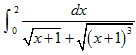 ∫₀² dx / (√(x+1) + √((x+1)³))